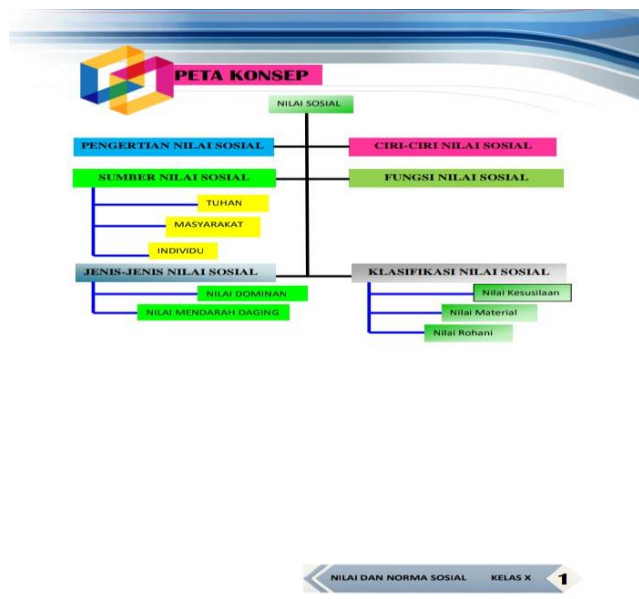 PETA KONSEP
NILAI SOSIAL
PENGERTIAN NILAI SOSIAL
CIRI-CIRI NILAI SOSIAL
SUMBER NILAI SOSIAL
FUNGSI NILAI SOSIAL
TUHAN
MASYARAKAT
INDIVIDU
JENIS-JENIS NILAI SOSIAL
KLASIFIKASI NILAI SOSIAL
NILAI DOMINAN
Nilai Kesusilaan
NILAI MENDARAH DAGING
Nilai Material
Nilai Rohani
NILAI DAN NORMA SOSIAL KELAS X 1